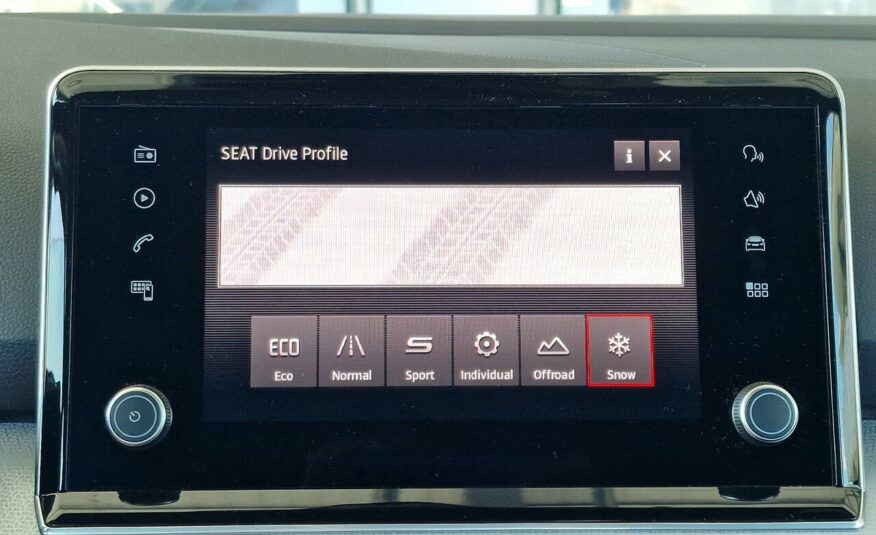 SEAT Drive Profile
i
ECO
Eco
Normal
Sport
Individual
Offroad
Snow